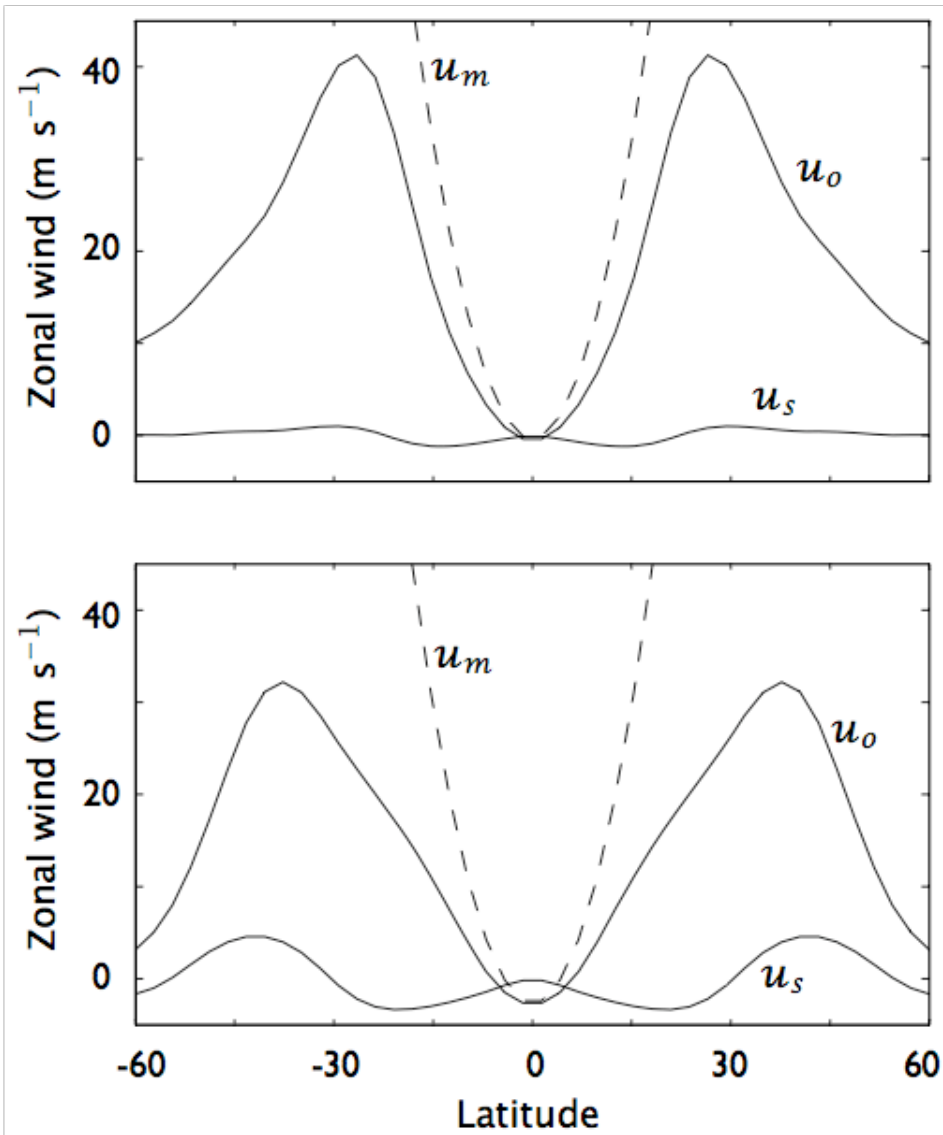 Zonal wind (m s⁻¹)
40
20
0
u_m
u_o
u_s
Zonal wind (m s⁻¹)
40
20
0
u_m
u_o
u_s
-60 -30 0 30 60
Latitude